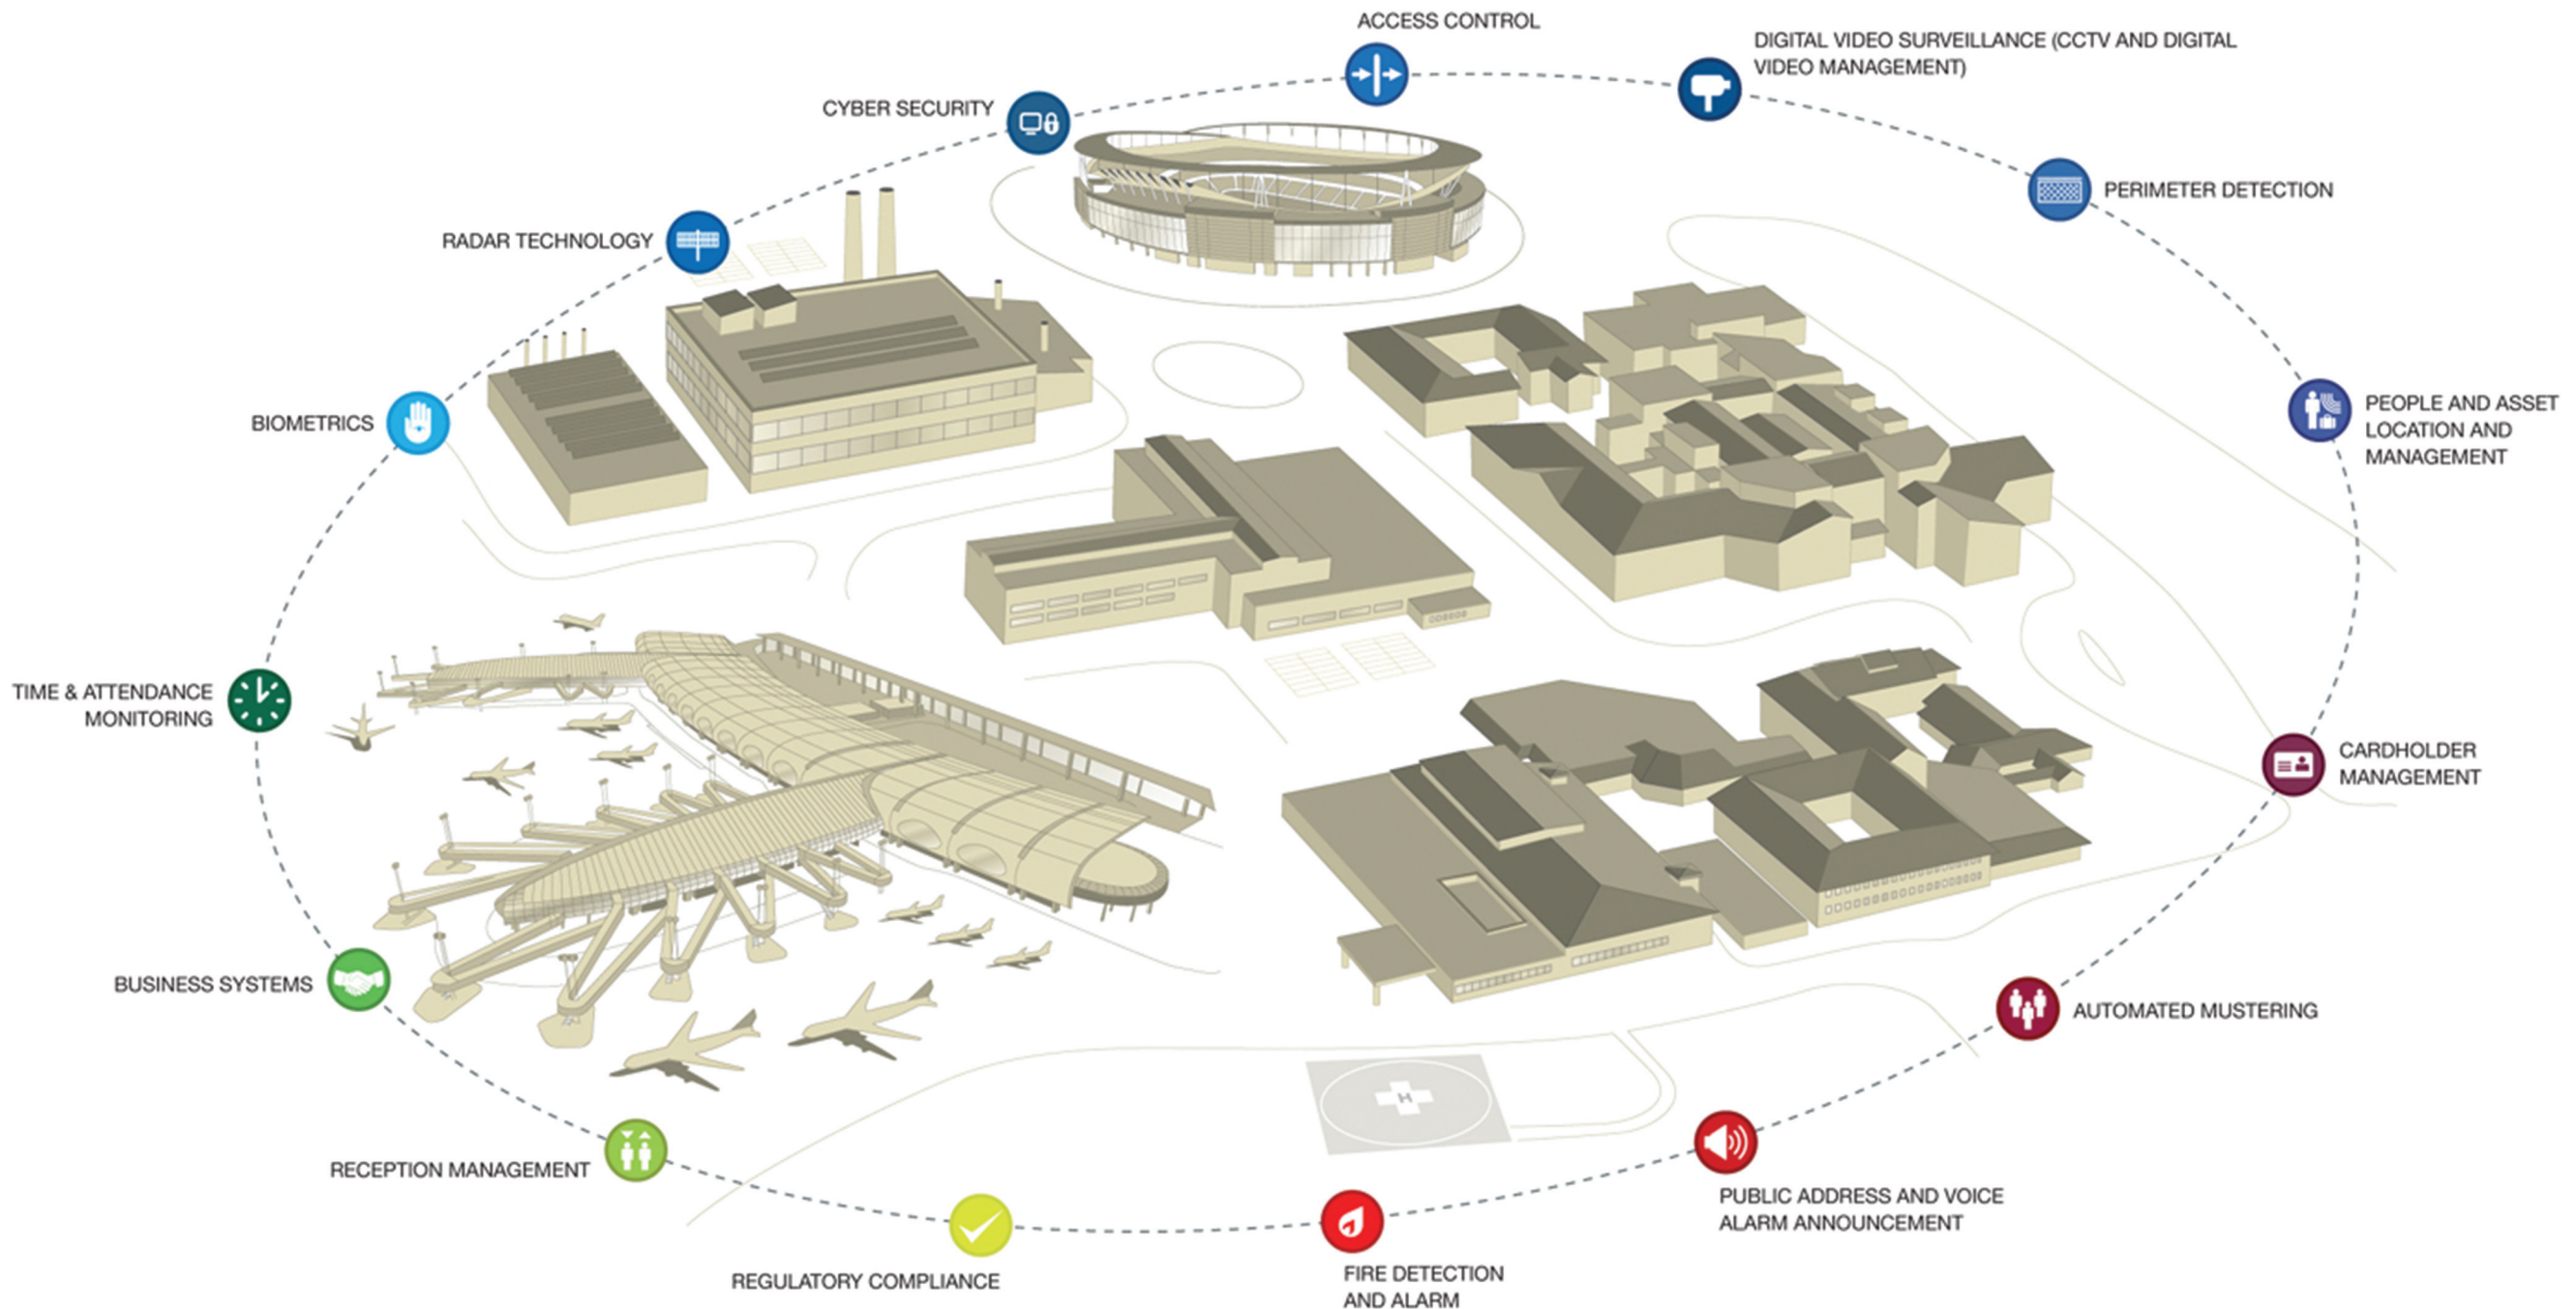 ACCESS CONTROL
DIGITAL VIDEO SURVEILLANCE (CCTV AND DIGITAL
VIDEO MANAGEMENT)
CYBER SECURITY
PERIMETER DETECTION
RADAR TECHNOLOGY
PEOPLE AND ASSET
LOCATION AND
MANAGEMENT
BIOMETRICS
TIME & ATTENDANCE
MONITORING
CARDHOLDER
MANAGEMENT
BUSINESS SYSTEMS
AUTOMATED MUSTERING
H
RECEPTION MANAGEMENT
PUBLIC ADDRESS AND VOICE
ALARM ANNOUNCEMENT
REGULATORY COMPLIANCE
FIRE DETECTION
AND ALARM